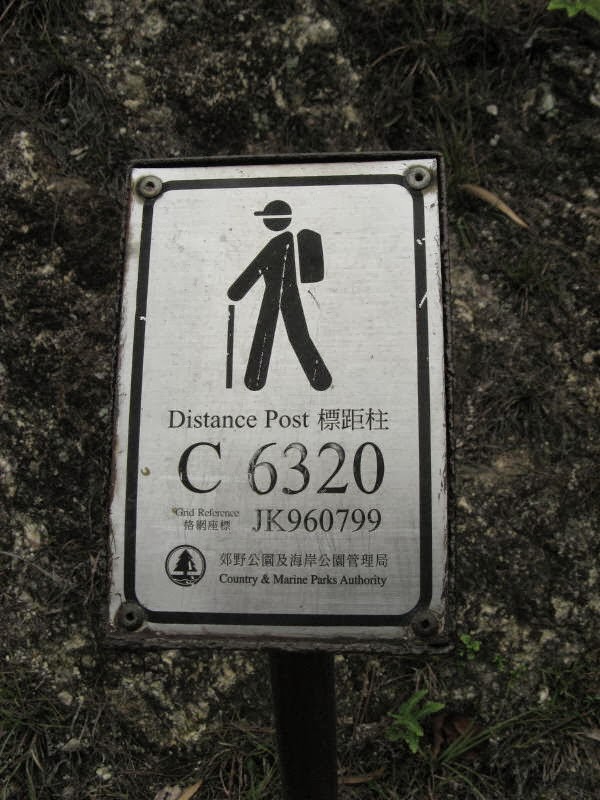 Distance Post 標距柱
C 6320
Grid Reference
格網座標
JK960799
郊野公園及海岸公園管理局
Country & Marine Parks Authority